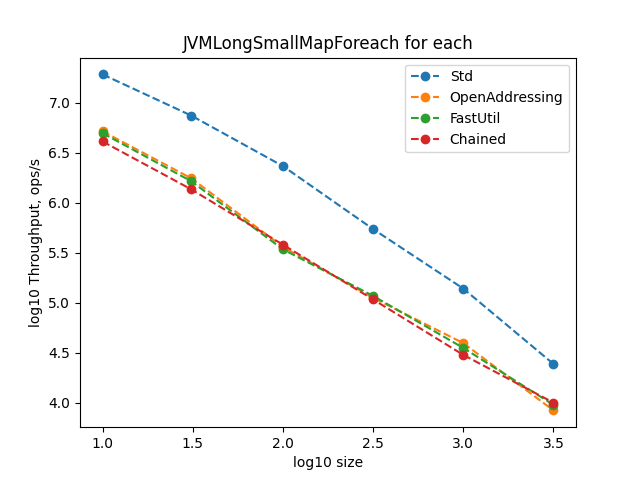 JVMLongSmallMapForeach for each
Std
OpenAddressing
FastUtil
Chained
log10 Throughput, ops/s
7.0
6.5
6.0
5.5
5.0
4.5
4.0
1.0 1.5 2.0 2.5 3.0 3.5
log10 size